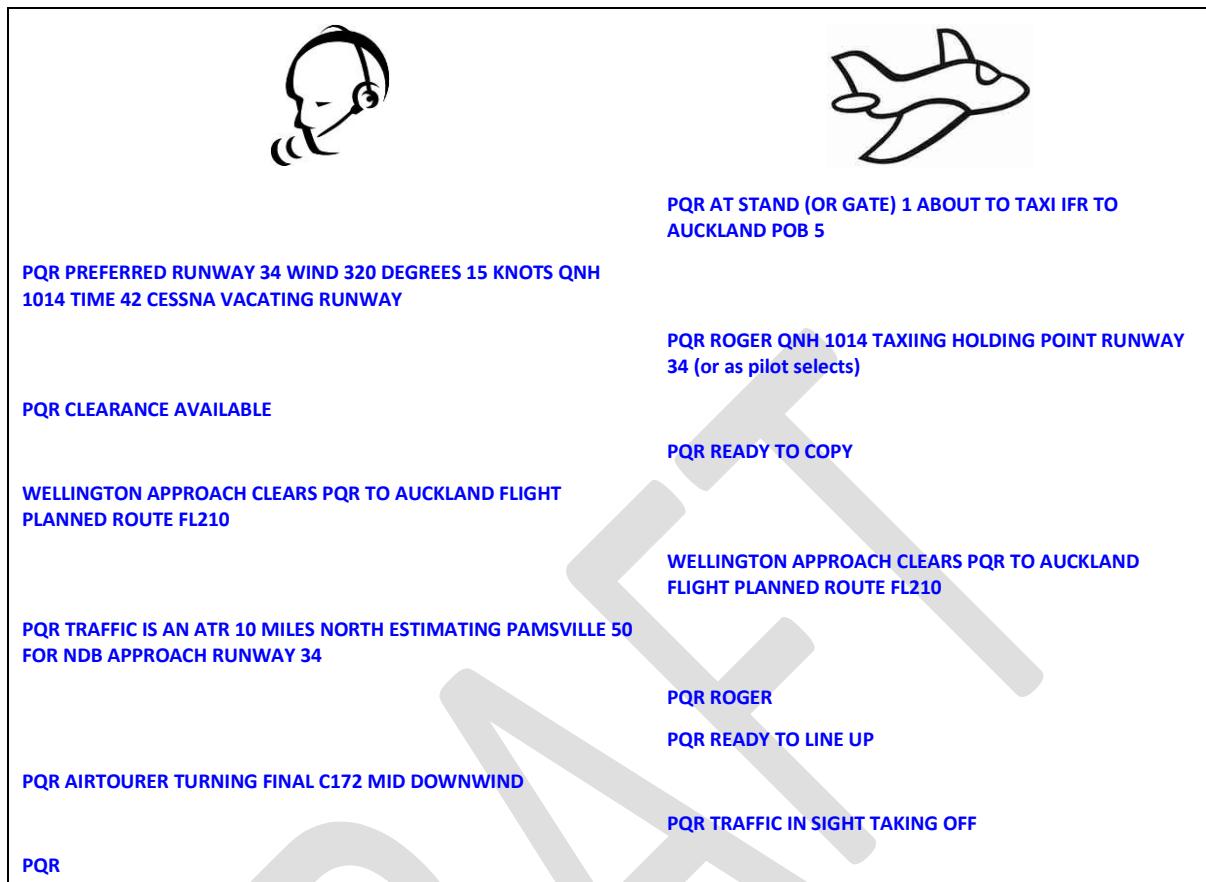 PQR AT STAND (OR GATE) 1 ABOUT TO TAXI IFR TO
AUCKLAND POB 5
PQR PREFERRED RUNWAY 34 WIND 320 DEGREES 15 KNOTS QNH
1014 TIME 42 CESSNA VACATING RUNWAY
PQR ROGER QNH 1014 TAXIING HOLDING POINT RUNWAY
34 (or as pilot selects)
PQR CLEARANCE AVAILABLE
PQR READY TO COPY
WELLINGTON APPROACH CLEARS PQR TO AUCKLAND FLIGHT
PLANNED ROUTE FL210
WELLINGTON APPROACH CLEARS PQR TO AUCKLAND
FLIGHT PLANNED ROUTE FL210
PQR TRAFFIC IS AN ATR 10 MILES NORTH ESTIMATING PAMSVILLE 50
FOR NDB APPROACH RUNWAY 34
PQR ROGER
PQR READY TO LINE UP
PQR AIRTOURER TURNING FINAL C172 MID DOWNWIND
PQR TRAFFIC IN SIGHT TAKING OFF
PQR
DRAFT